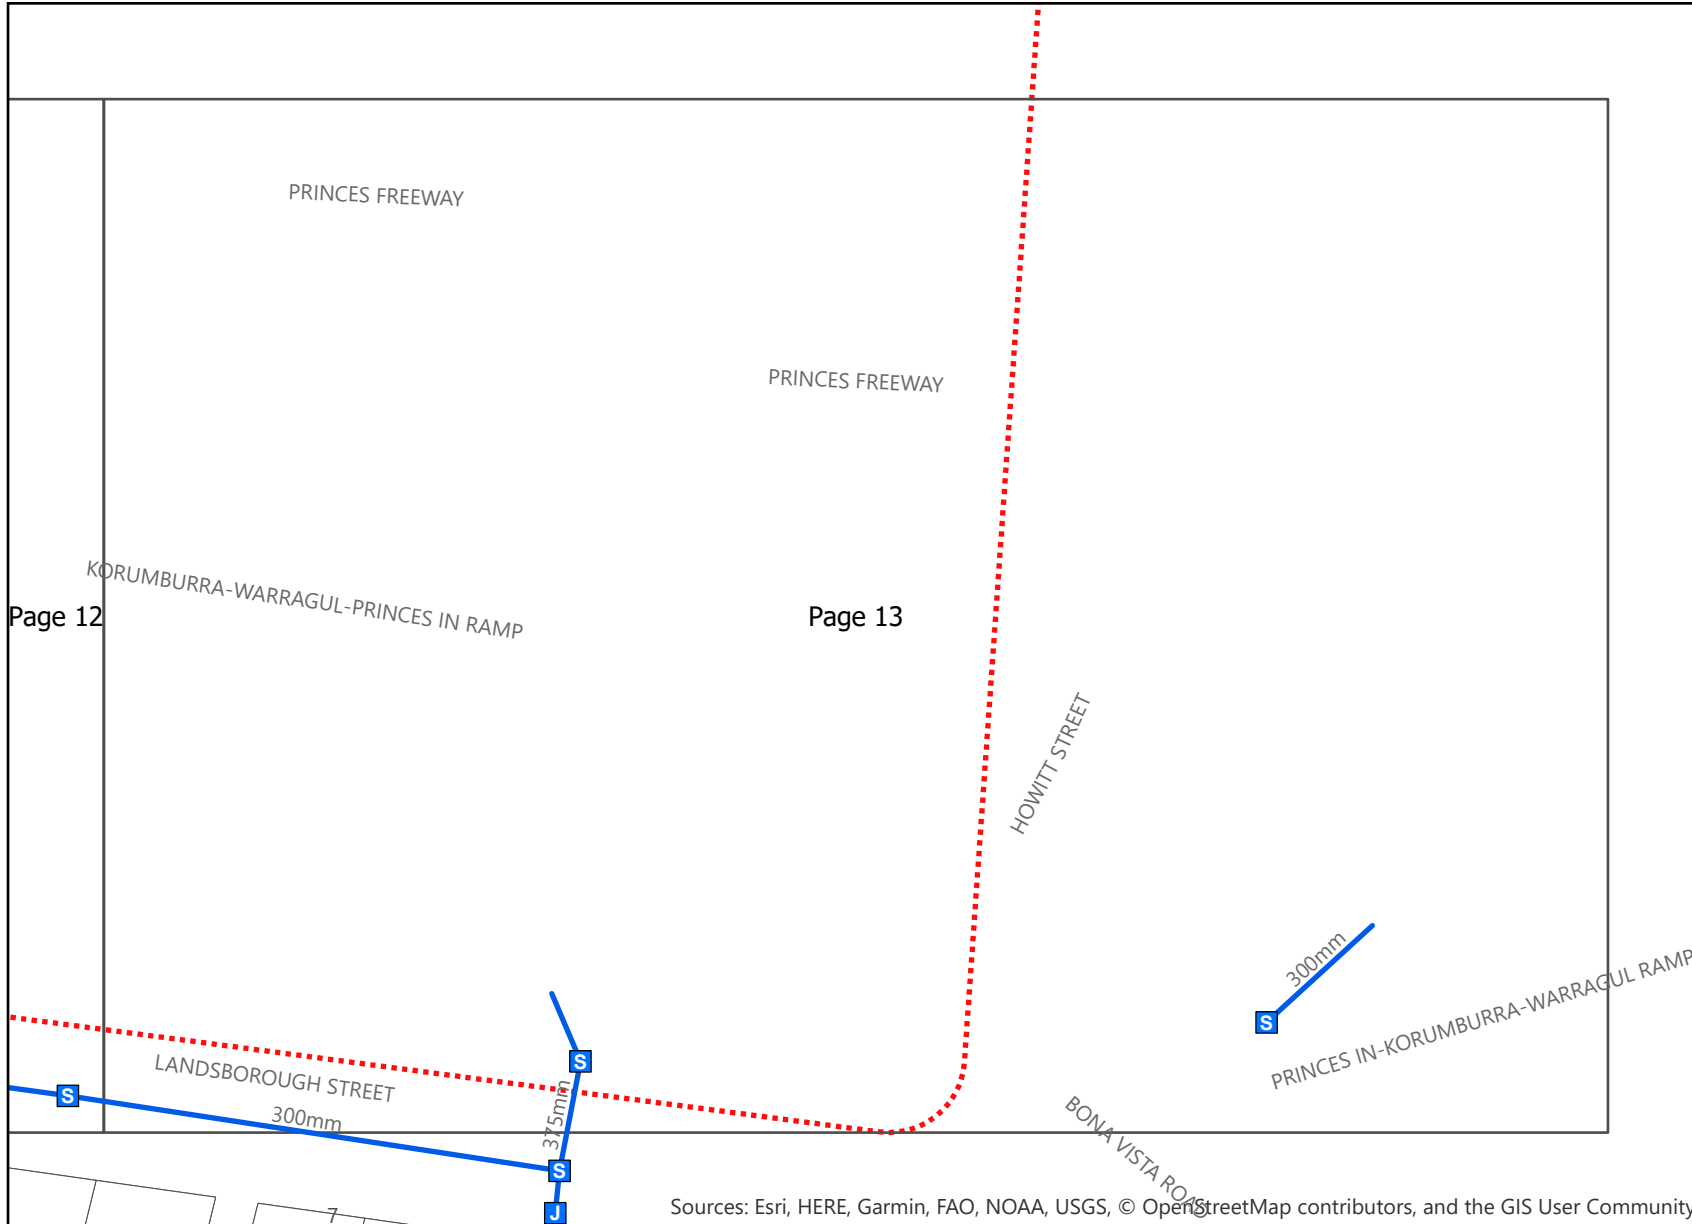 PRINCES FREEWAY
PRINCES FREEWAY
KORUMBURRA-WARRAGUL-PRINCES IN RAMP
Page 12
Page 13
HOWITT STREET
300mm
PRINCES IN-KORUMBURRA-WARRAGUL RAMP
S
S
LANDSBOROUGH STREET
S
375mm
300mm
BONA VISTA ROAD
S
J
7
Sources: Esri, HERE, Garmin, FAO, NOAA, USGS, © OpenStreetMap contributors, and the GIS User Community